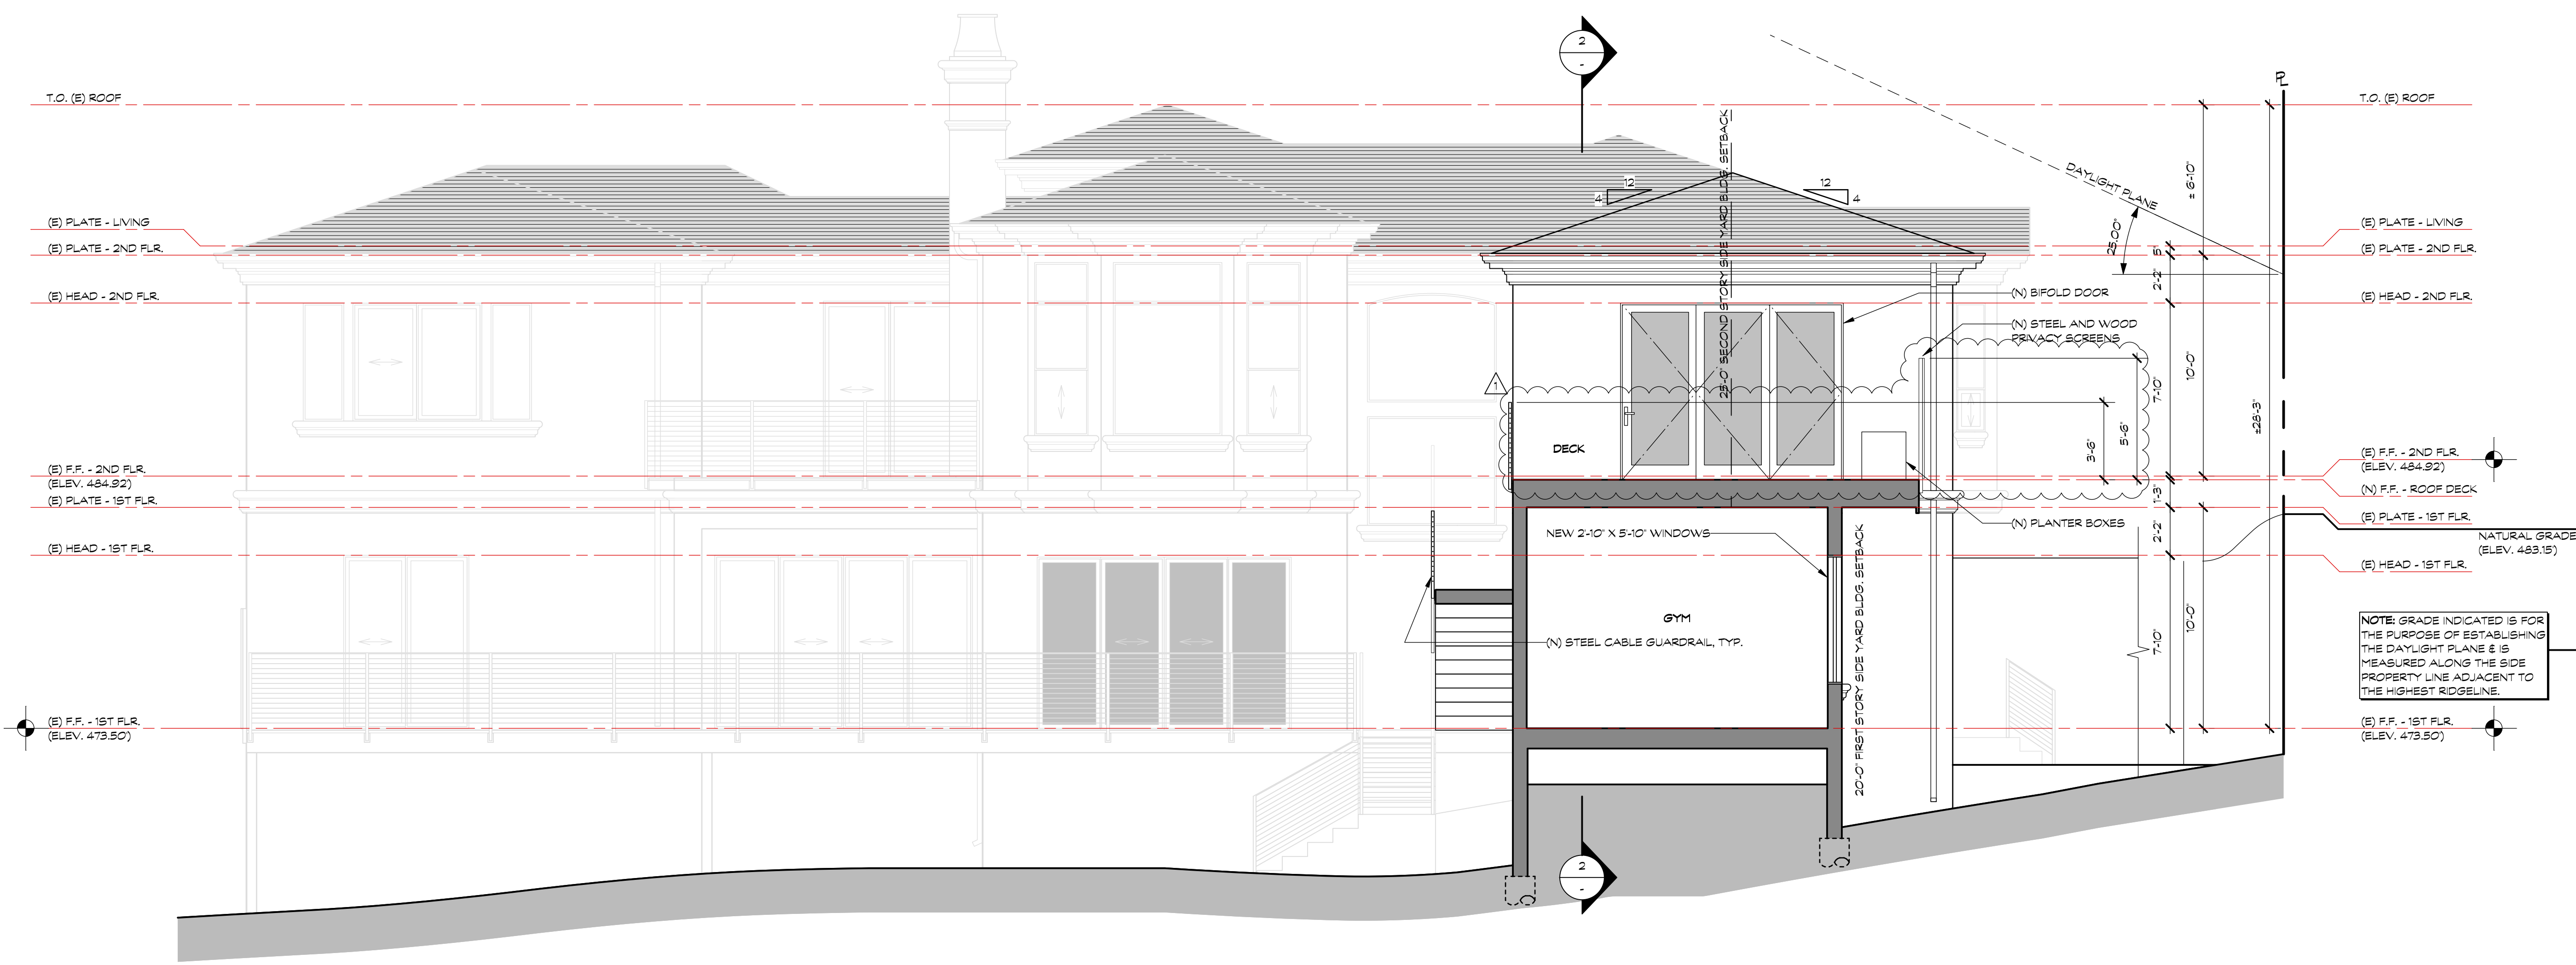 2
-
PL
T.O. (E) ROOF
T.O. (E) ROOF
DAYLIGHT PLANE
25.00°
12
4
12
4
25'-0" SECOND STORY SIDE YARD BLDG. SETBACK
± 6'-10"
(E) PLATE - LIVING
(E) PLATE - LIVING
(E) PLATE - 2ND FLR.
(E) PLATE - 2ND FLR.
5"
2'-2"
(E) HEAD - 2ND FLR.
(E) HEAD - 2ND FLR.
(N) BIFOLD DOOR
(N) STEEL AND WOOD
PRIVACY SCREENS
1
7'-10"
10'-0"
±28'-3"
3'-6"
5'-6"
DECK
(E) F.F. - 2ND FLR.
(ELEV. 484.92')
(E) F.F. - 2ND FLR.
(ELEV. 484.92')
(N) F.F. - ROOF DECK
1'-3"
(E) PLATE - 1ST FLR.
(E) PLATE - 1ST FLR.
(N) PLANTER BOXES
NEW 2'-10" X 5'-10" WINDOWS
2'-2"
NATURAL GRADE
(ELEV. 483.15')
(E) HEAD - 1ST FLR.
(E) HEAD - 1ST FLR.
GYM
(N) STEEL CABLE GUARDRAIL, TYP.
20'-0" FIRST STORY SIDE YARD BLDG. SETBACK
7'-10"
10'-0"
NOTE: GRADE INDICATED IS FOR
THE PURPOSE OF ESTABLISHING
THE DAYLIGHT PLANE & IS
MEASURED ALONG THE SIDE
PROPERTY LINE ADJACENT TO
THE HIGHEST RIDGELINE.
(E) F.F. - 1ST FLR.
(ELEV. 473.50')
(E) F.F. - 1ST FLR.
(ELEV. 473.50')
2
-